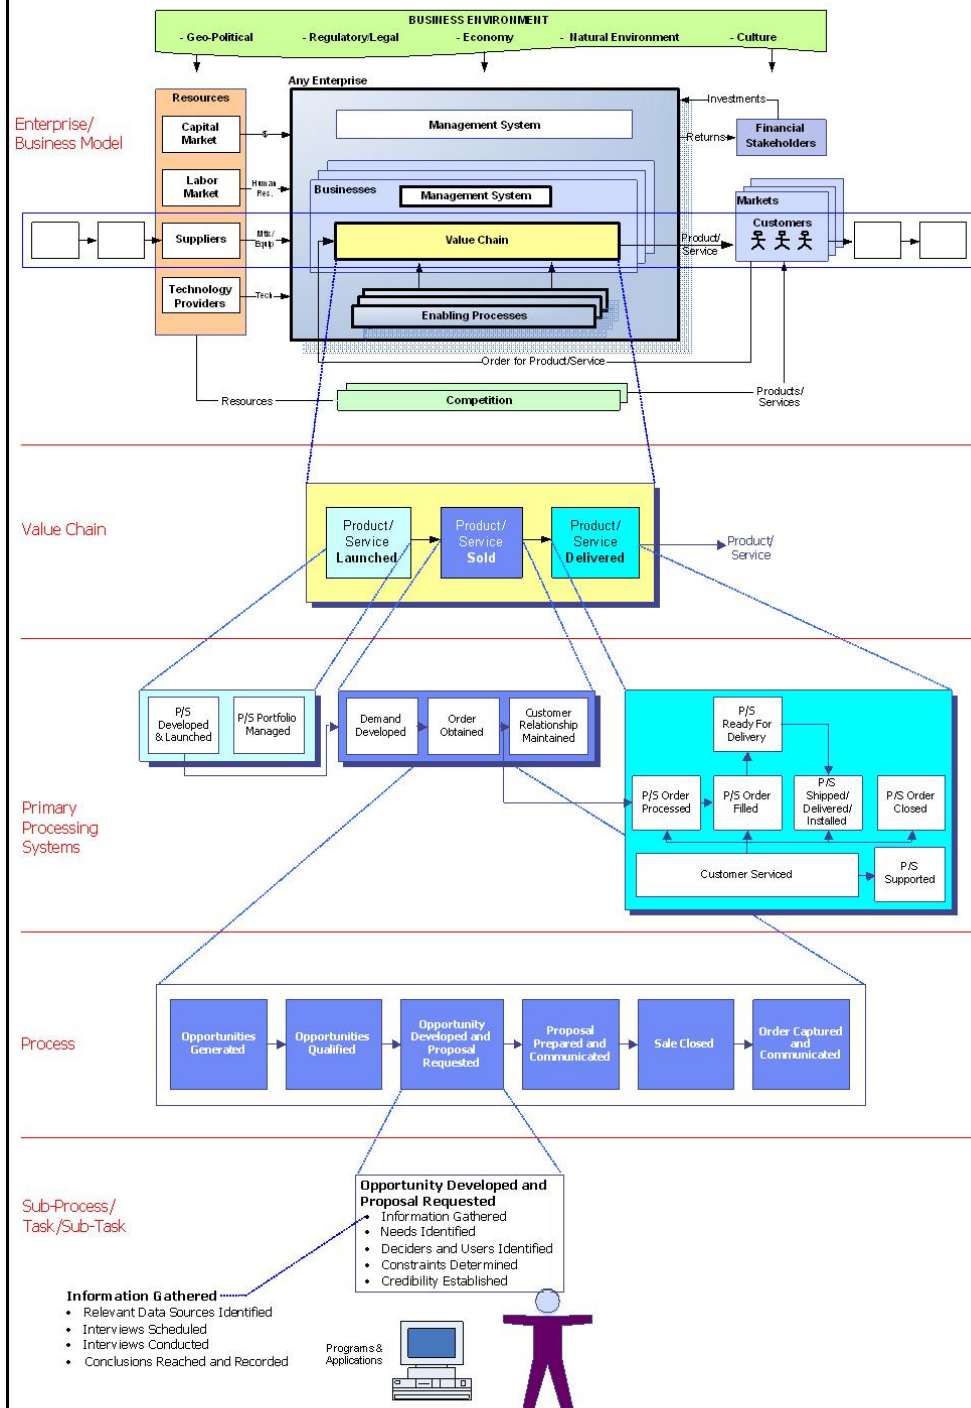 BUSINESS ENVIRONMENT
- Geo-Political - Regulatory/Legal - Economy - Natural Environment - Culture
Any Enterprise
Resources
Capital
Market
$
Labor
Market
Human
Res.
Suppliers
Mtls/
Equip
Technology
Providers
Tech
Management System
Businesses
Management System
Value Chain
Enabling Processes
Investments
Returns
Financial
Stakeholders
Markets
Customers
Product/
Service
Order for Product/Service
Resources
Competition
Products/
Services
Enterprise/
Business Model
Value Chain
Product/
Service
Launched
Product/
Service
Sold
Product/
Service
Delivered
Product/
Service
Primary
Processing
Systems
P/S
Developed
& Launched
P/S Portfolio
Managed
Demand
Developed
Order
Obtained
Customer
Relationship
Maintained
P/S
Ready For
Delivery
P/S Order
Processed
P/S Order
Filled
P/S
Shipped/
Delivered/
Installed
P/S Order
Closed
Customer Serviced
P/S
Supported
Process
Opportunities
Generated
Opportunities
Qualified
Opportunity
Developed and
Proposal
Requested
Proposal
Prepared and
Communicated
Sale Closed
Order Captured
and
Communicated
Sub-Process/
Task/Sub-Task
Opportunity Developed and
Proposal Requested
• Information Gathered
• Needs Identified
• Deciders and Users Identified
• Constraints Determined
• Credibility Established
Information Gathered
• Relevant Data Sources Identified
• Interviews Scheduled
• Interviews Conducted
• Conclusions Reached and Recorded
Programs &
Applications